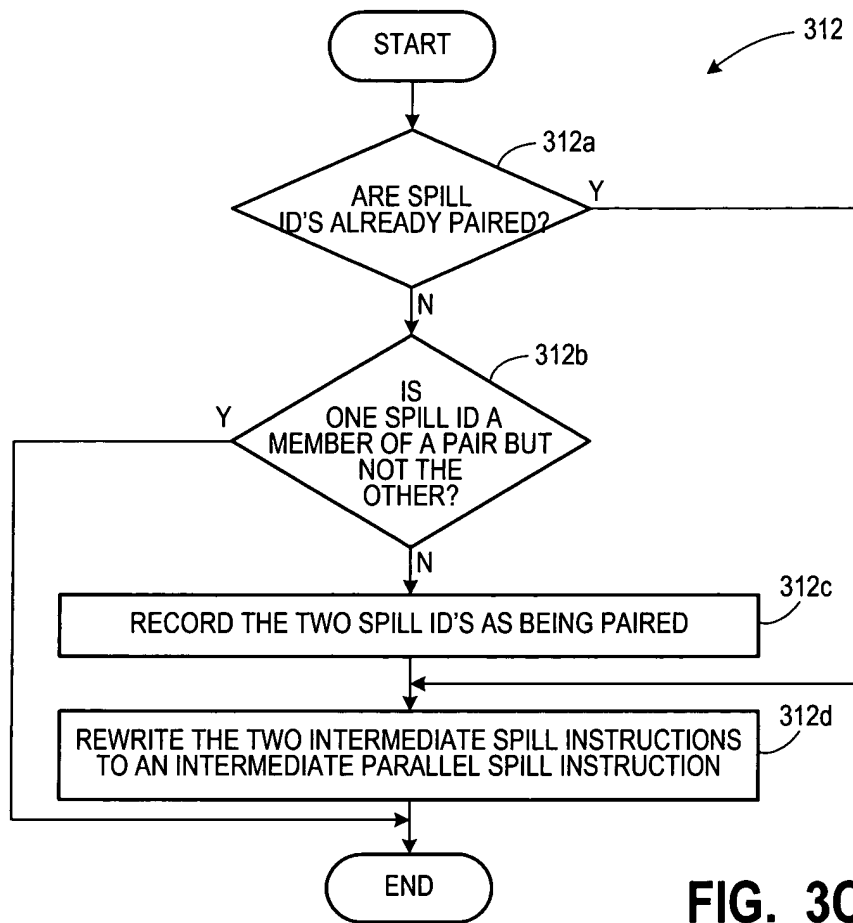 START
312
312a
ARE SPILL
ID'S ALREADY PAIRED?
Y
N
312b
IS
ONE SPILL ID A
MEMBER OF A PAIR BUT
NOT THE
OTHER?
Y
N
312c
RECORD THE TWO SPILL ID'S AS BEING PAIRED
312d
REWRITE THE TWO INTERMEDIATE SPILL INSTRUCTIONS
TO AN INTERMEDIATE PARALLEL SPILL INSTRUCTION
END
FIG. 3C